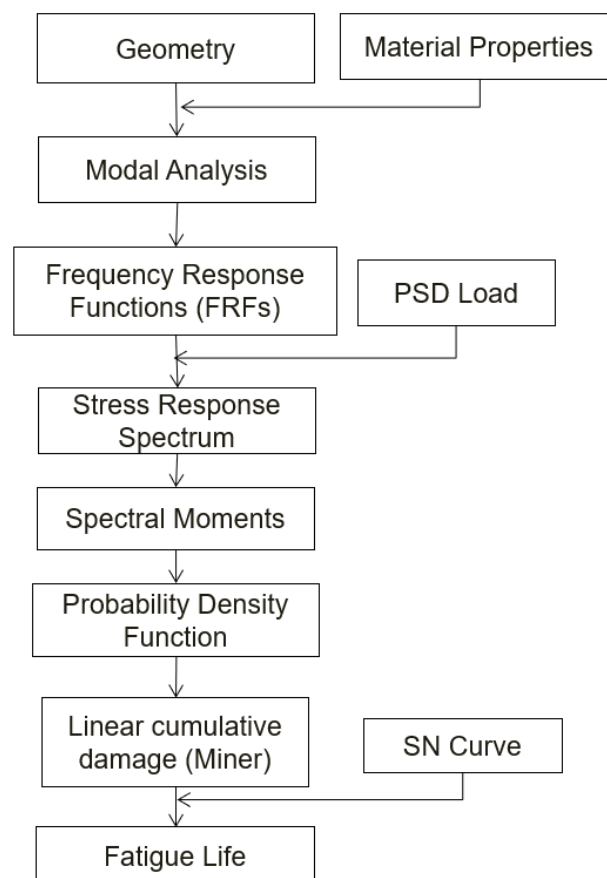 Geometry
Material Properties
Modal Analysis
Frequency Response
Functions (FRFs)
PSD Load
Stress Response
Spectrum
Spectral Moments
Probability Density
Function
Linear cumulative
damage (Miner)
SN Curve
Fatigue Life